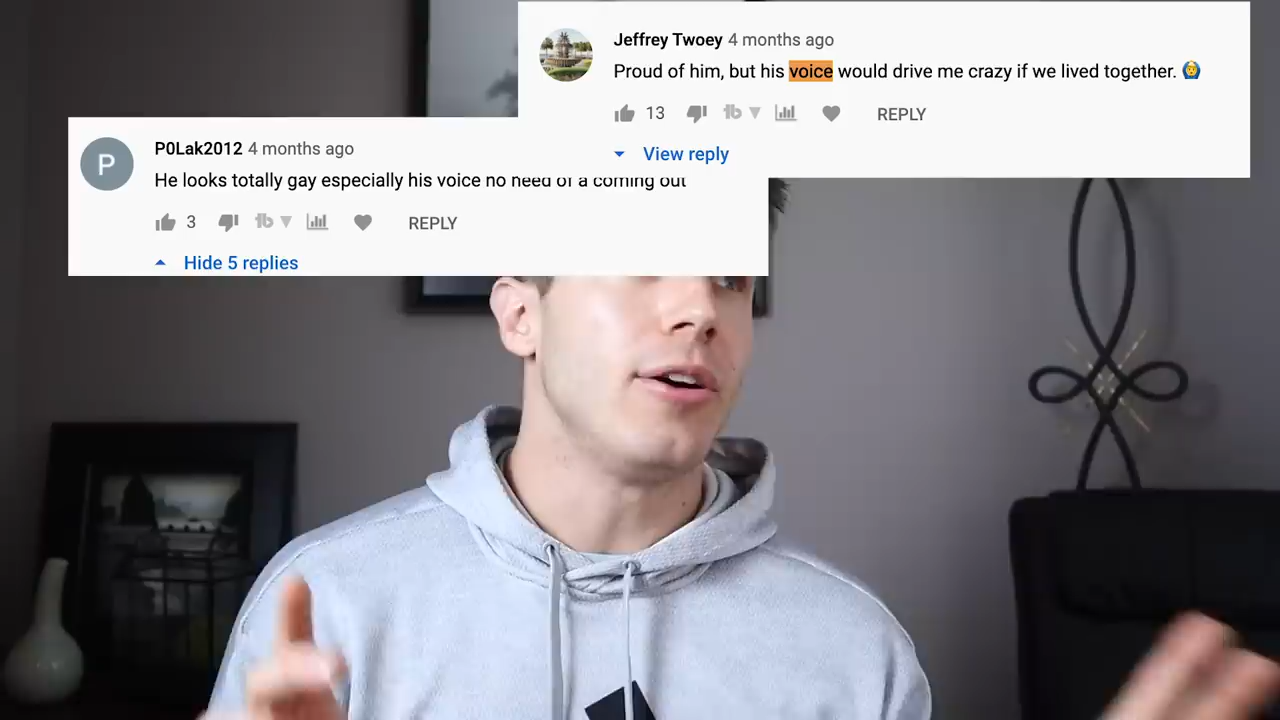 Jeffrey Twoey 4 months ago
Proud of him, but his voice would drive me crazy if we lived together. 🙆‍♂️
13 REPLY
View reply
P0Lak2012 4 months ago
He looks totally gay especially his voice no need of a coming out
3 REPLY
Hide 5 replies
P